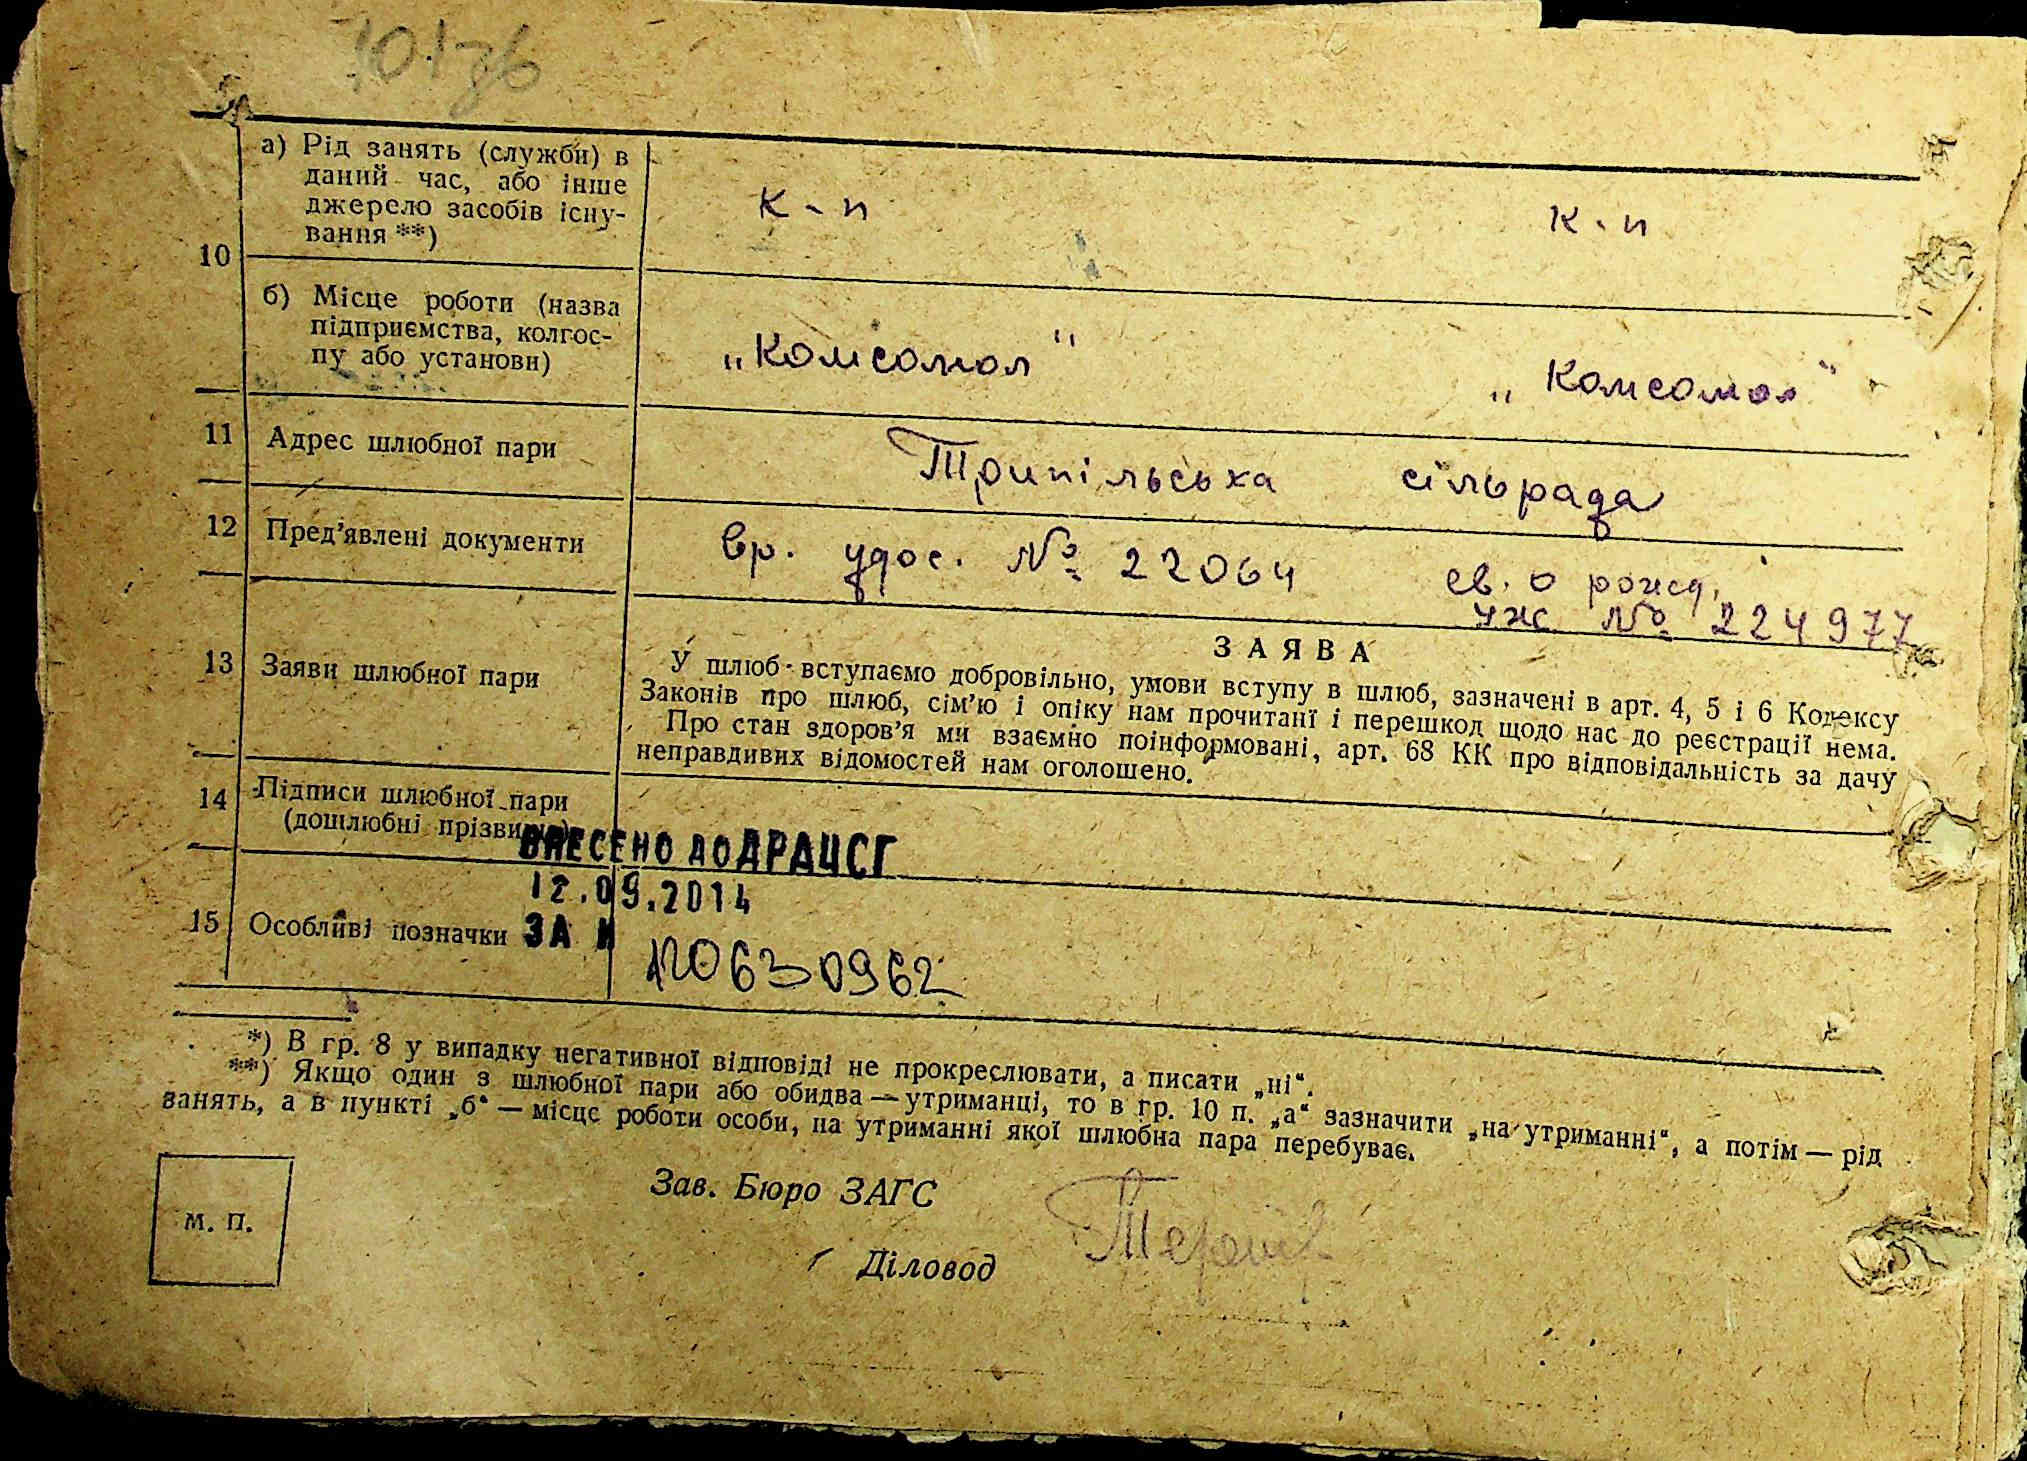 а) Рід занять (служби) в
даний час, або інше
джерело засобів існу-
вання **)
к-п
к-п
10
б) Місце роботи (назва
підприємства, колгос-
пу або установи)
„Комсомол"
„Комсомол"
11 Адрес шлюбної пари
Трипільська сільрада
12 Пред'явлені документи
вр. удос. № 22064
св. о рожд.
УЖ № 224977
13 Заяви шлюбної пари
ЗАЯВА
У шлюб вступаємо добровільно, умови вступу в шлюб, зазначені в арт. 4, 5 і 6 Кодексу
Законів про шлюб, сім'ю і опіку нам прочитані і перешкод щодо нас до реєстрації нема.
Про стан здоров'я ми взаємно поінформовані, арт. 68 КК про відповідальність за дачу
неправдивих відомостей нам оголошено.
14 Підписи шлюбної пари
(дошлюбні прізвища)
ВНЕСЕНО ДО ДРАЦСГ
12.09.2014
15 Особливі позначки
ЗА №
0630962
*) В гр. 8 у випадку негативної відповіді не прокреслювати, а писати „ні“.
**) Якщо один з шлюбної пари або обидва — утриманці, то в гр. 10 п. „а“ зазначити „на утриманні“, а потім — рід
занять, а в пункті „б“ — місце роботи особи, на утриманні якої шлюбна пара перебуває.
Зав. Бюро ЗАГС
м. п.
Діловод